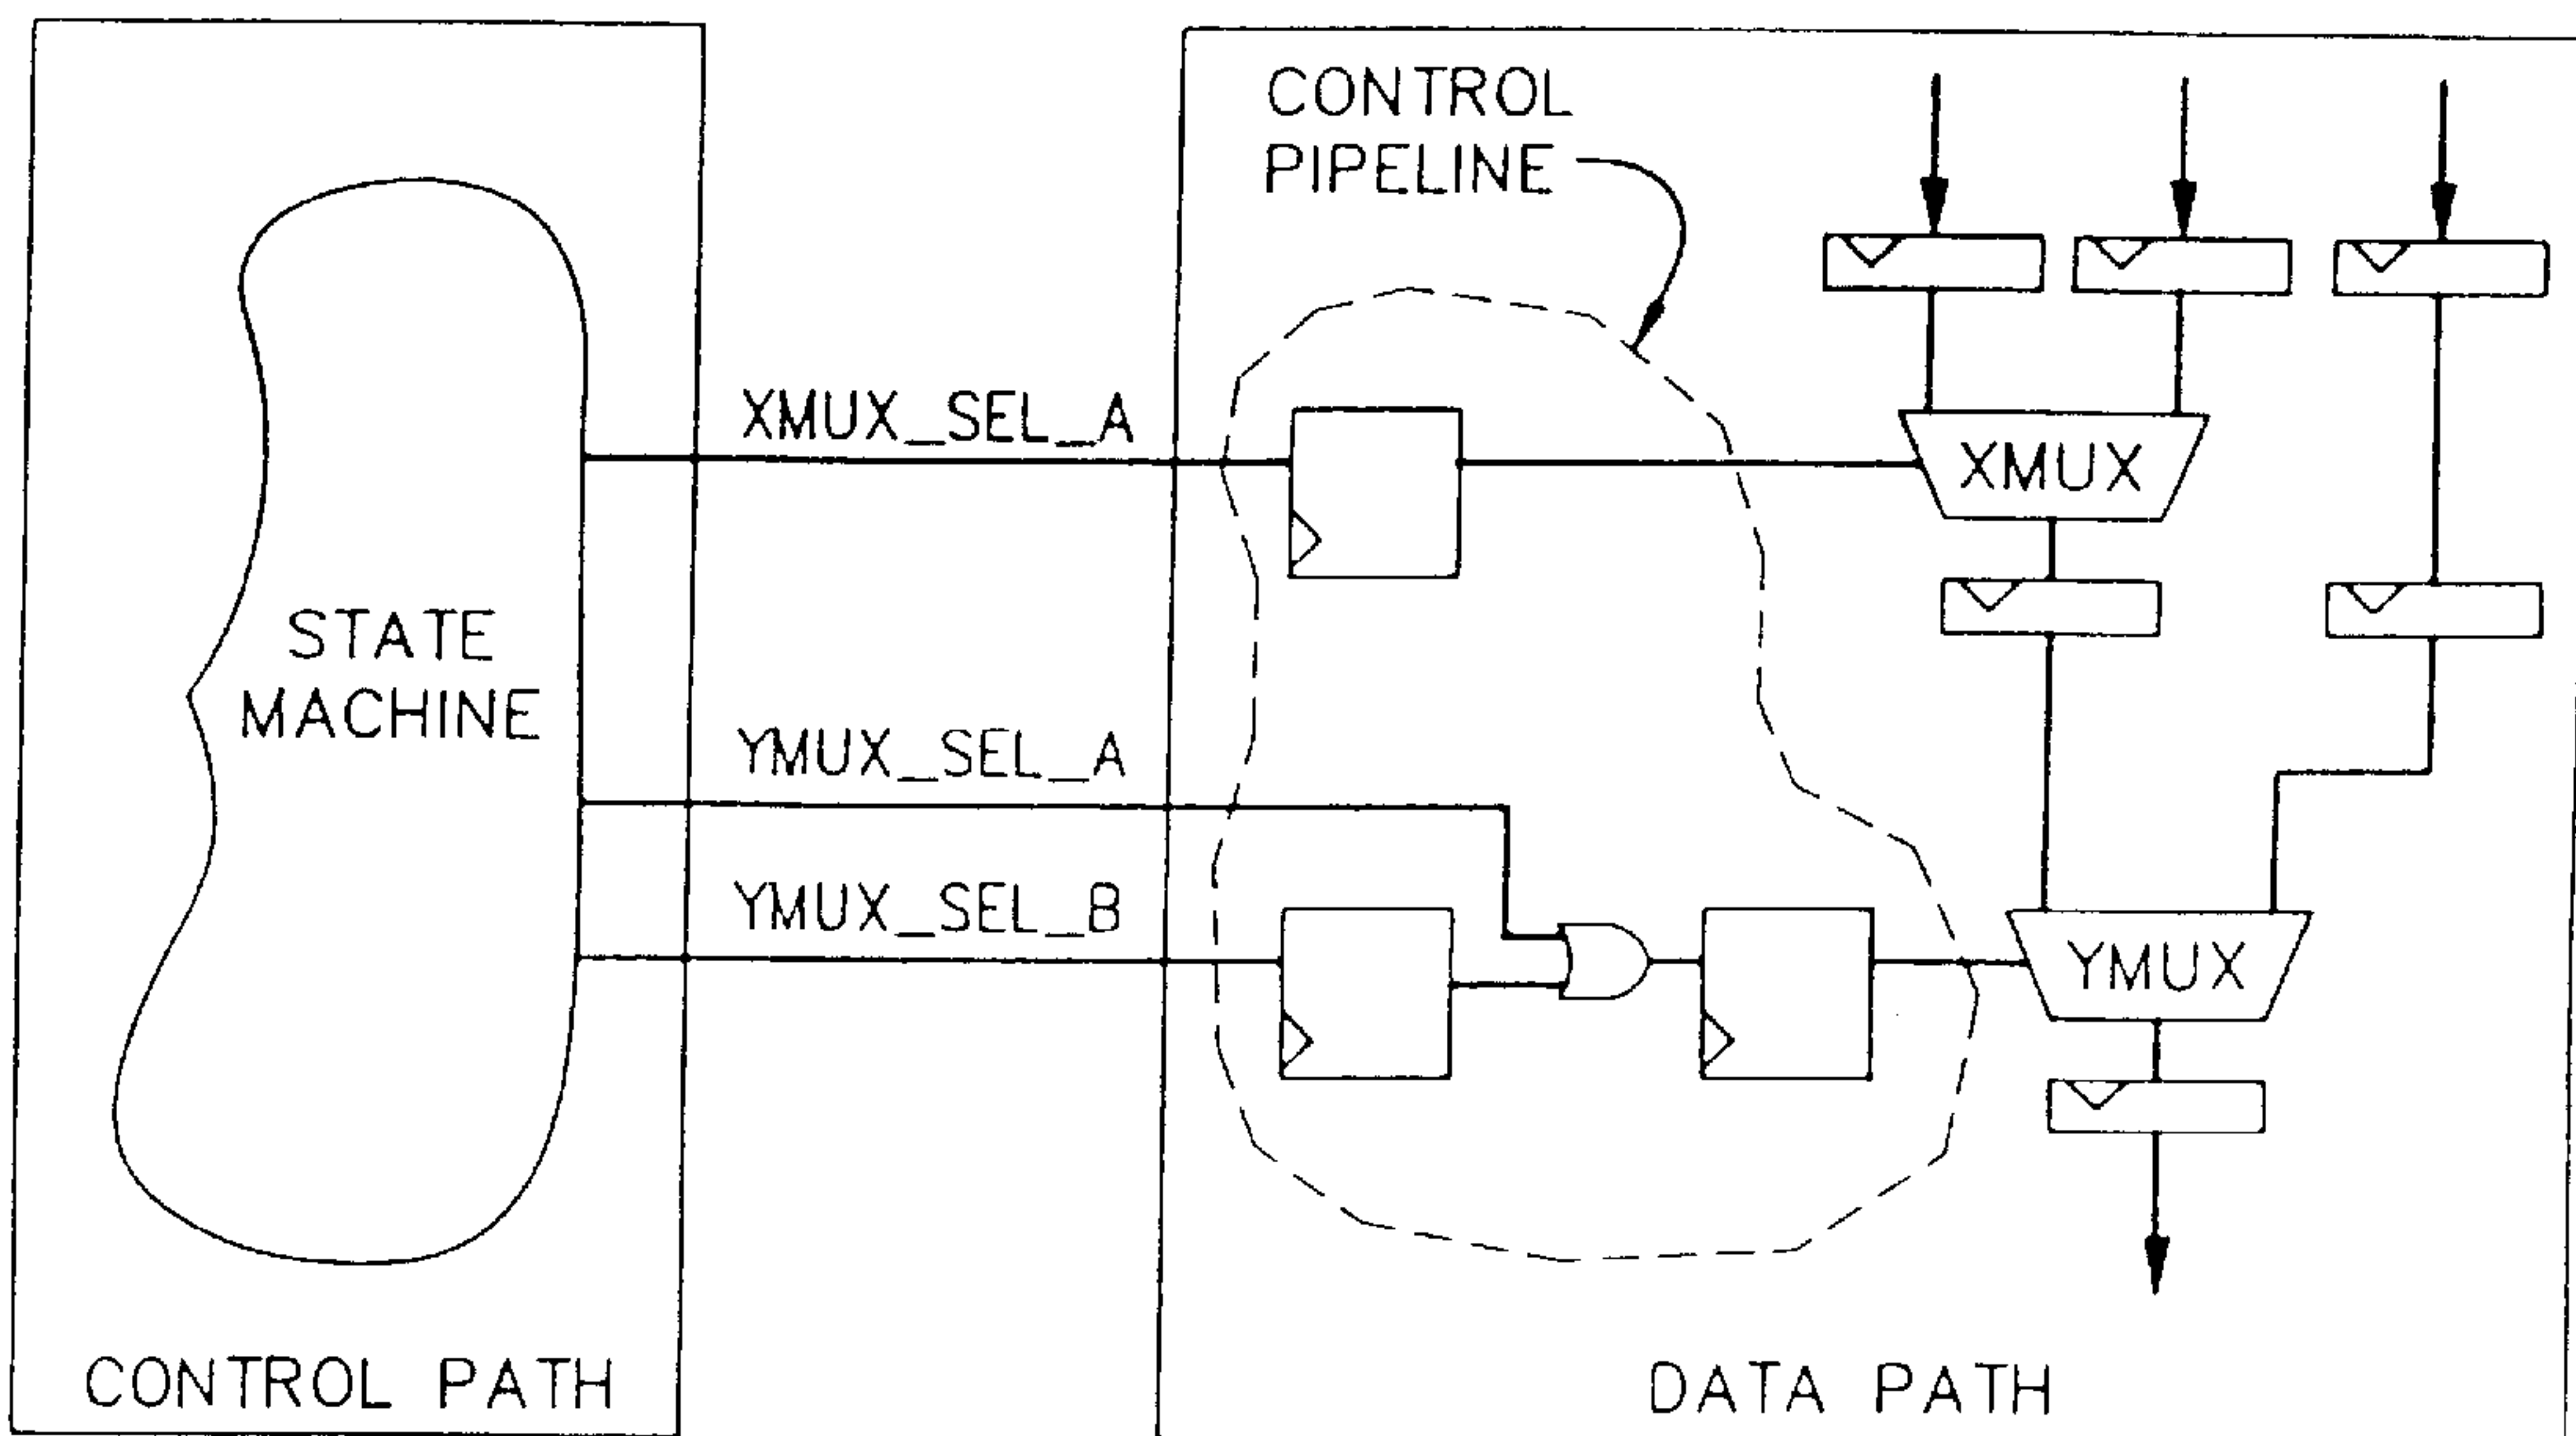 CONTROL
PIPELINE
XMUX_SEL_A
XMUX
STATE
MACHINE
YMUX_SEL_A
YMUX_SEL_B
YMUX
CONTROL PATH
DATA PATH